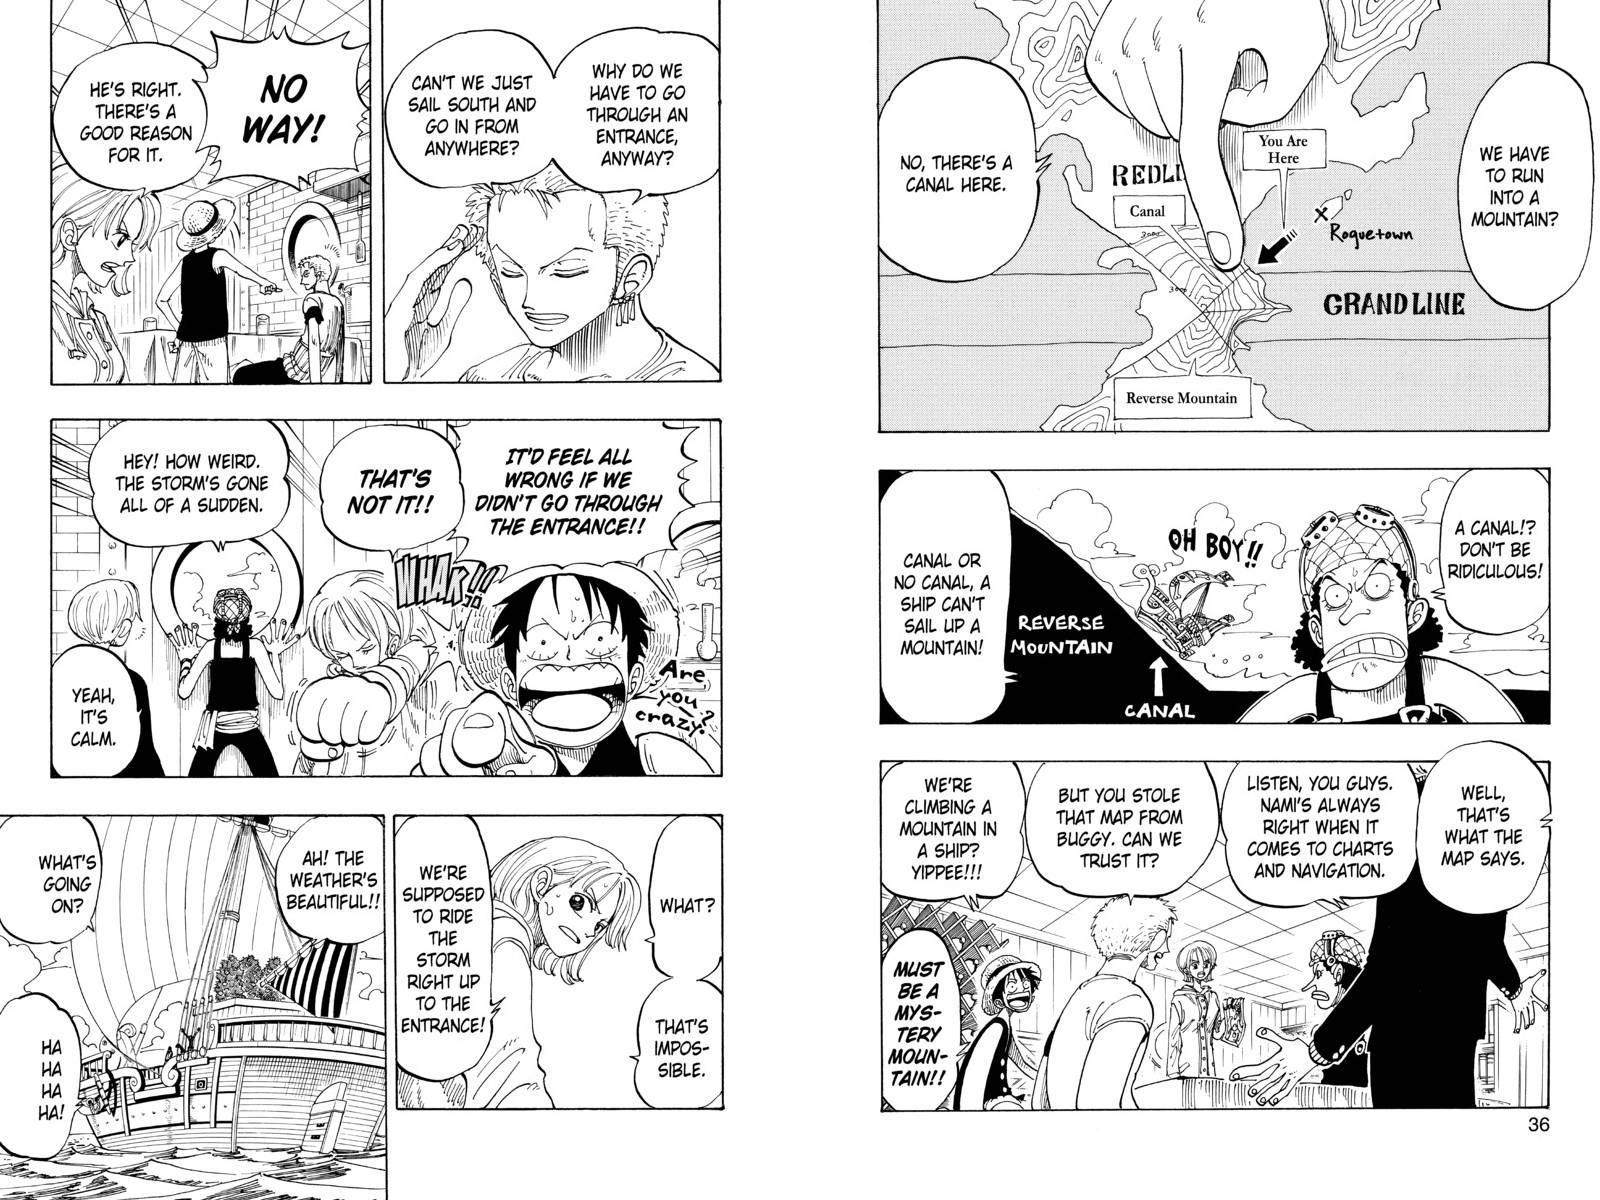 WE HAVE
TO RUN
INTO A
MOUNTAIN?
You Are
Here
NO, THERE'S A
CANAL HERE.
REDLI
Canal
Roguetown
GRAND LINE
3000
3000
Reverse Mountain
A CANAL!?
DON'T BE
RIDICULOUS!
OH BOY!!
REVERSE
MOUNTAIN
CANAL
CANAL OR
NO CANAL, A
SHIP CAN'T
SAIL UP A
MOUNTAIN!
WELL,
THAT'S
WHAT THE
MAP SAYS.
LISTEN, YOU GUYS.
NAMI'S ALWAYS
RIGHT WHEN IT
COMES TO CHARTS
AND NAVIGATION.
BUT YOU STOLE
THAT MAP FROM
BUGGY. CAN WE
TRUST IT?
WE'RE
CLIMBING A
MOUNTAIN IN
A SHIP?
YIPPEE!!!
MUST
BE A
MYS-
TERY
MOUN-
TAIN!!
36
WHY DO WE
HAVE TO GO
THROUGH AN
ENTRANCE,
ANYWAY?
CAN'T WE JUST
SAIL SOUTH AND
GO IN FROM
ANYWHERE?
NO
WAY!
HE'S RIGHT.
THERE'S A
GOOD REASON
FOR IT.
IT'D FEEL ALL
WRONG IF WE
DIDN'T GO THROUGH
THE ENTRANCE!!
Are
you
crazy?
THAT'S
NOT IT!!
WHAK!!
HEY! HOW WEIRD.
THE STORM'S GONE
ALL OF A SUDDEN.
YEAH,
IT'S
CALM.
WHAT?
THAT'S
IMPOS-
SIBLE.
WE'RE
SUPPOSED
TO RIDE
THE
STORM
RIGHT UP
TO THE
ENTRANCE!
AH! THE
WEATHER'S
BEAUTIFUL!!
WHAT'S
GOING
ON?
HA
HA
HA
HA!